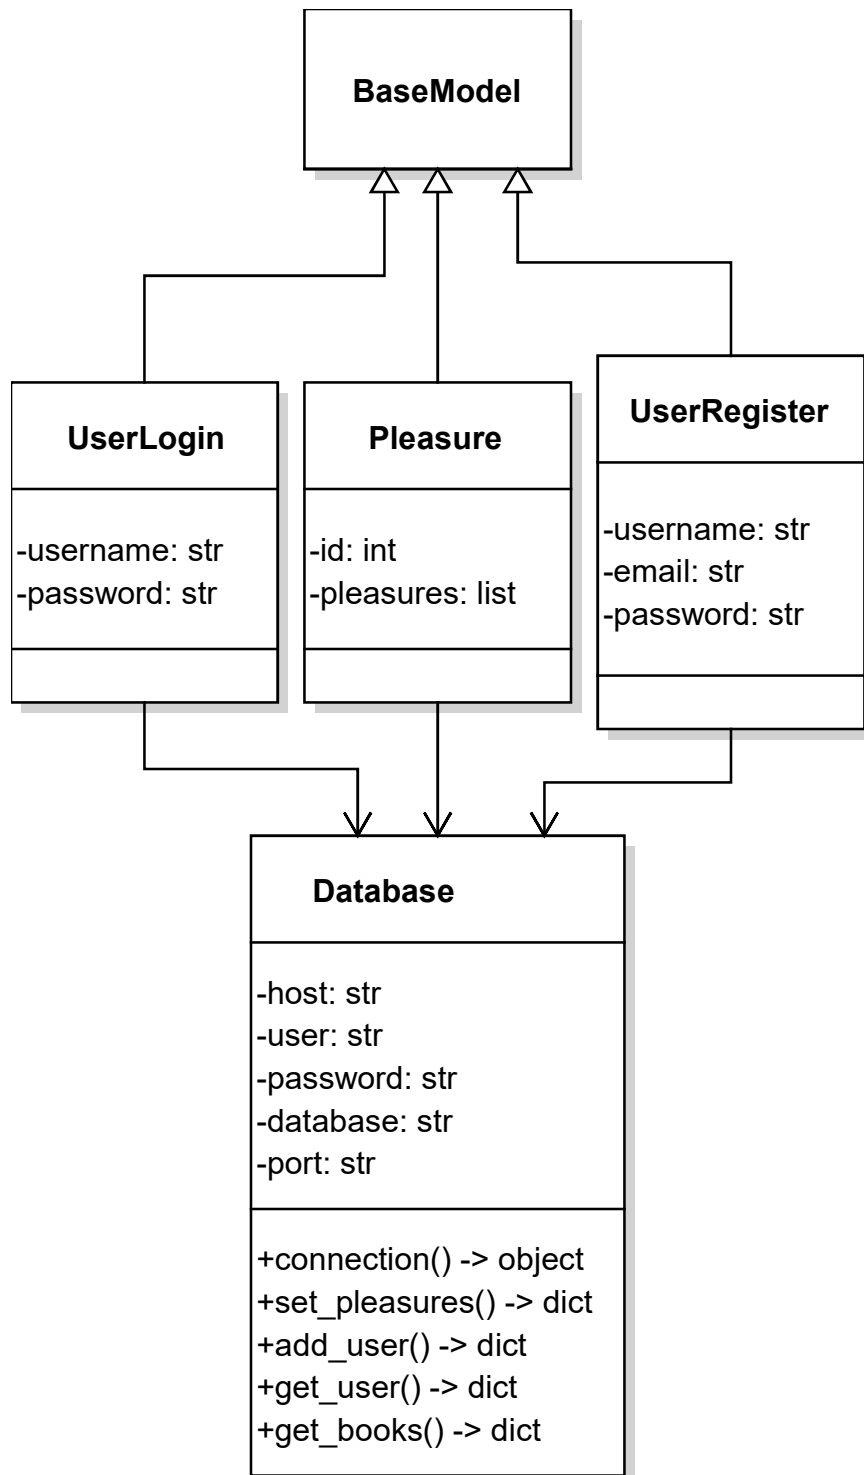 BaseModel
UserLogin
-username: str
-password: str
Pleasure
-id: int
-pleasures: list
UserRegister
-username: str
-email: str
-password: str
Database
-host: str
-user: str
-password: str
-database: str
-port: str
+connection() -> object
+set_pleasures() -> dict
+add_user() -> dict
+get_user() -> dict
+get_books() -> dict